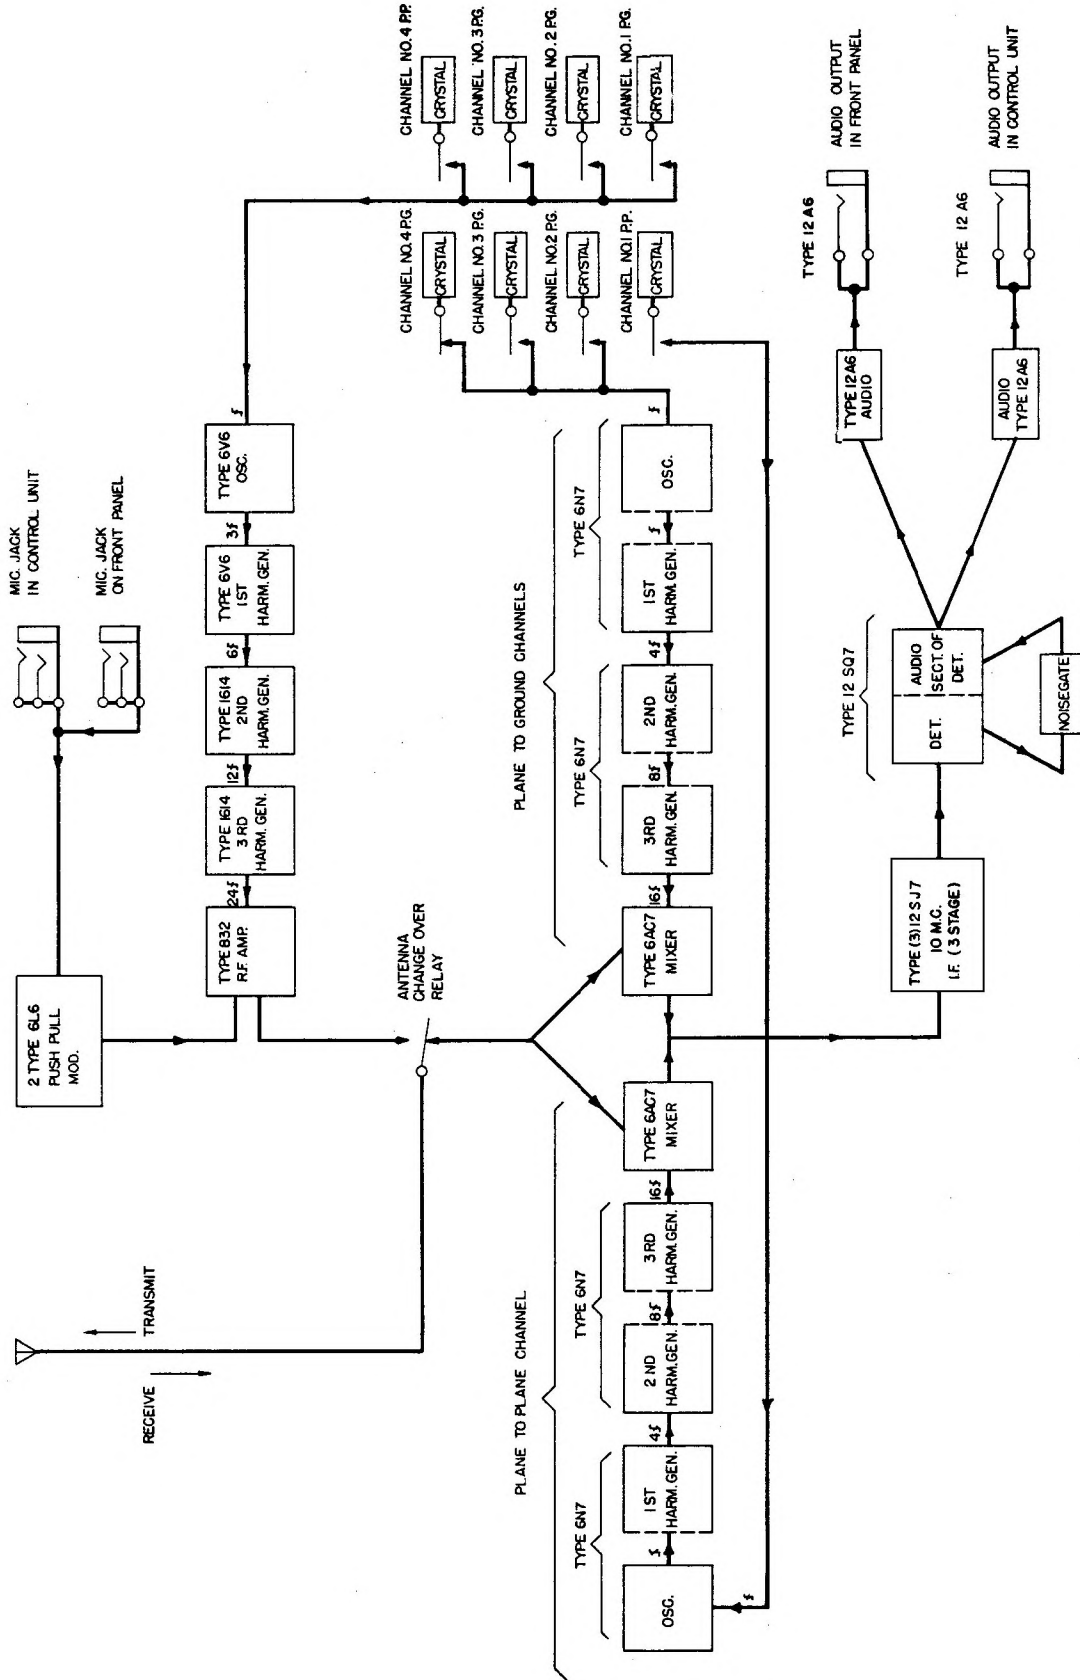 MIC. JACK
IN CONTROL UNIT
MIC. JACK
ON FRONT PANEL
2 TYPE 6L6
PUSH PULL
MOD.
TRANSMIT
RECEIVE
TYPE 832
R.F. AMP.
24f
TYPE 1614
3 RD
HARM. GEN.
12f
TYPE 1614
2ND
HARM. GEN.
6f
TYPE 6V6
1ST
HARM. GEN.
3f
TYPE 6V6
OSC.
f
CHANNEL NO. 4 P.P.
CRYSTAL
CHANNEL NO. 3 P.G.
CRYSTAL
CHANNEL NO. 2 P.G.
CRYSTAL
CHANNEL NO. 1 P.G.
CRYSTAL
CHANNEL NO. 4 P.G.
CRYSTAL
CHANNEL NO. 3 P.G.
CRYSTAL
CHANNEL NO. 2 P.G.
CRYSTAL
CHANNEL NO. 1 P.P.
CRYSTAL
ANTENNA
CHANGE OVER
RELAY
PLANE TO PLANE CHANNEL
PLANE TO GROUND CHANNELS
TYPE 6N7
TYPE 6N7
TYPE 6N7
TYPE 6N7
OSC.
f
1 ST
HARM. GEN.
4f
2 ND
HARM. GEN.
8f
3 RD
HARM. GEN.
16f
TYPE 6AC7
MIXER
TYPE 6AC7
MIXER
16f
3RD
HARM. GEN.
8f
2ND
HARM. GEN.
4f
1ST
HARM. GEN.
f
OSC.
f
f
TYPE (3) 12 SJ7
10 M.C.
I.F. ( 3 STAGE)
TYPE 12 SQ7
DET.
AUDIO
SECT. OF
DET.
NOISEGATE
TYPE 12A6
AUDIO
AUDIO
TYPE 12A6
TYPE 12 A6
AUDIO OUTPUT
IN FRONT PANEL
TYPE 12 A6
AUDIO OUTPUT
IN CONTROL UNIT